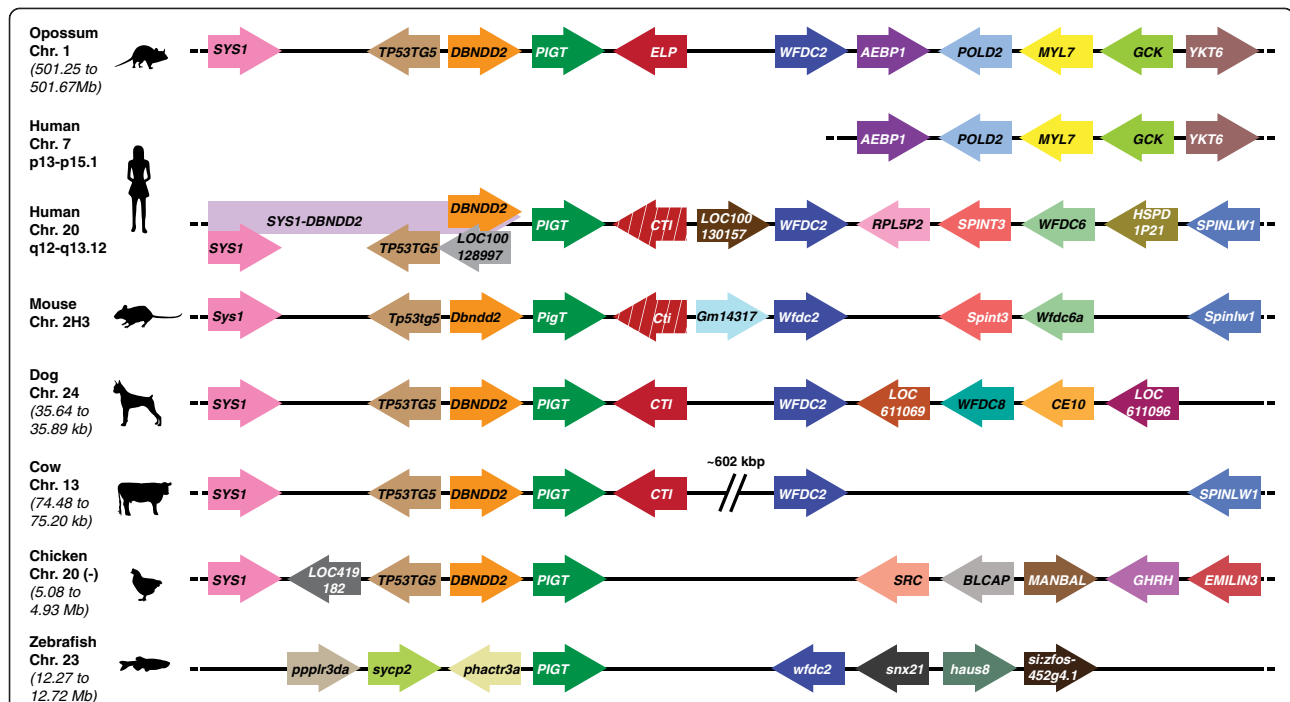 Opossum
Chr. 1
(501.25 to
501.67Mb)
SYS1
TP53TG5
DBNDD2
PIGT
ELP
WFDC2
AEBP1
POLD2
MYL7
GCK
YKT6
Human
Chr. 7
p13-p15.1
AEBP1
POLD2
MYL7
GCK
YKT6
Human
Chr. 20
q12-q13.12
SYS1-DBNDD2
DBNDD2
SYS1
TP53TG5
LOC100
128997
PIGT
CTI
LOC100
130157
WFDC2
RPL5P2
SPINT3
WFDC6
HSPD
1P21
SPINLW1
Mouse
Chr. 2H3
Sys1
Tp53tg5
Dbndd2
PigT
Cti
Gm14317
Wfdc2
Spint3
Wfdc6a
Spinlw1
Dog
Chr. 24
(35.64 to
35.89 kb)
SYS1
TP53TG5
DBNDD2
PIGT
CTI
WFDC2
LOC
611069
WFDC8
CE10
LOC
611096
Cow
Chr. 13
(74.48 to
75.20 kb)
SYS1
TP53TG5
DBNDD2
PIGT
CTI
~602 kbp
WFDC2
SPINLW1
Chicken
Chr. 20 (-)
(5.08 to
4.93 Mb)
SYS1
LOC419
182
TP53TG5
DBNDD2
PIGT
SRC
BLCAP
MANBAL
GHRH
EMILIN3
Zebrafish
Chr. 23
(12.27 to
12.72 Mb)
ppplr3da
sycp2
phactr3a
PIGT
wfdc2
snx21
haus8
si:zfos-
452g4.1